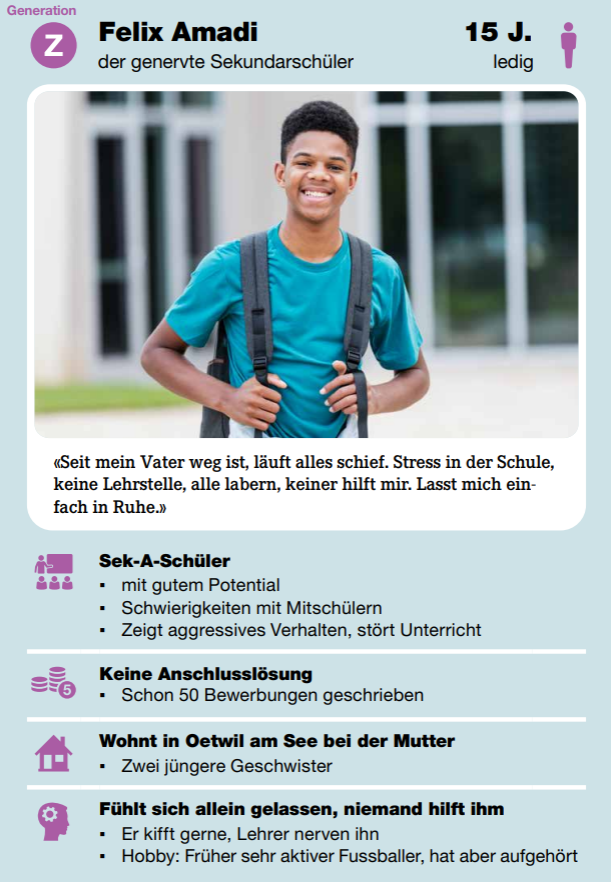 Generation
Z
Felix Amadi
15 J.
der genervte Sekundarschüler
ledig
«Seit mein Vater weg ist, läuft alles schief. Stress in der Schule,
keine Lehrstelle, alle labern, keiner hilft mir. Lasst mich ein-
fach in Ruhe.»
Sek-A-Schüler
▪ mit gutem Potential
▪ Schwierigkeiten mit Mitschülern
▪ Zeigt aggressives Verhalten, stört Unterricht
5
Keine Anschlusslösung
▪ Schon 50 Bewerbungen geschrieben
Wohnt in Oetwil am See bei der Mutter
▪ Zwei jüngere Geschwister
Fühlt sich allein gelassen, niemand hilft ihm
▪ Er kifft gerne, Lehrer nerven ihn
▪ Hobby: Früher sehr aktiver Fussballer, hat aber aufgehört